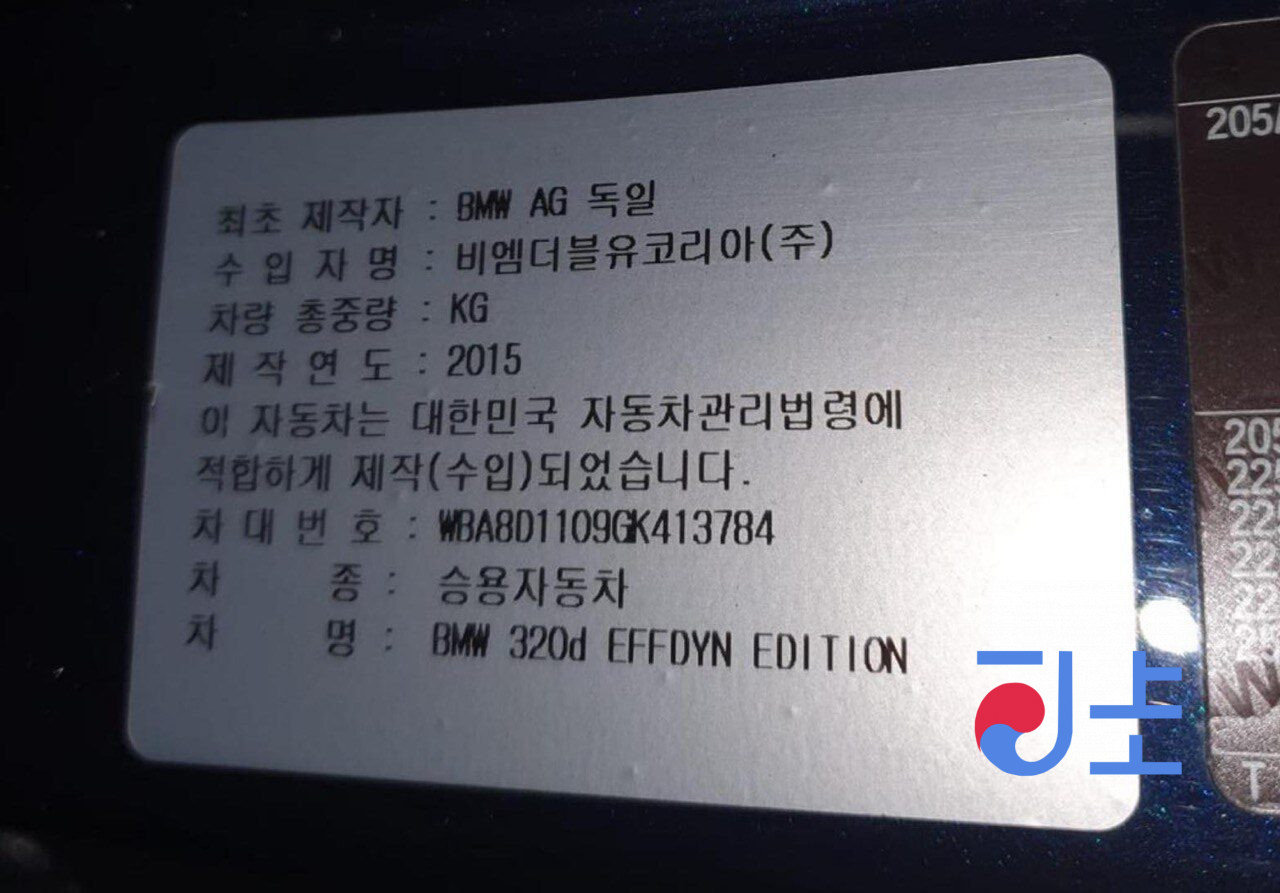 최초 제작자 : BMW AG 독일
수 입 자 명 : 비엠더블유코리아(주)
차량 총중량 : KG
제 작 연 도 : 2015
이 자동차는 대한민국 자동차관리법령에
적합하게 제작(수입)되었습니다.
차 대 번 호 : WBA8D1109GK413784
차 종 : 승용자동차
차 명 : BMW 320d EFFDYN EDITION
205/
205
225
T